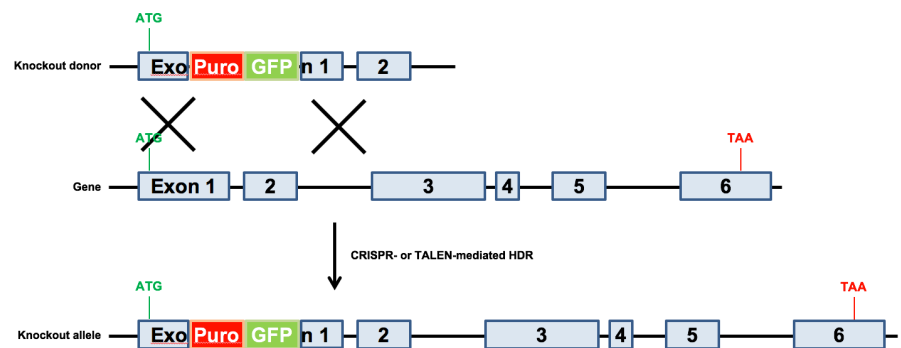 ATG
Knockout donor Exo Puro GFP n 1 2
ATG TAA
Gene Exon 1 2 3 4 5 6
CRISPR- or TALEN-mediated HDR
ATG TAA
Knockout allele Exo Puro GFP n 1 2 3 4 5 6